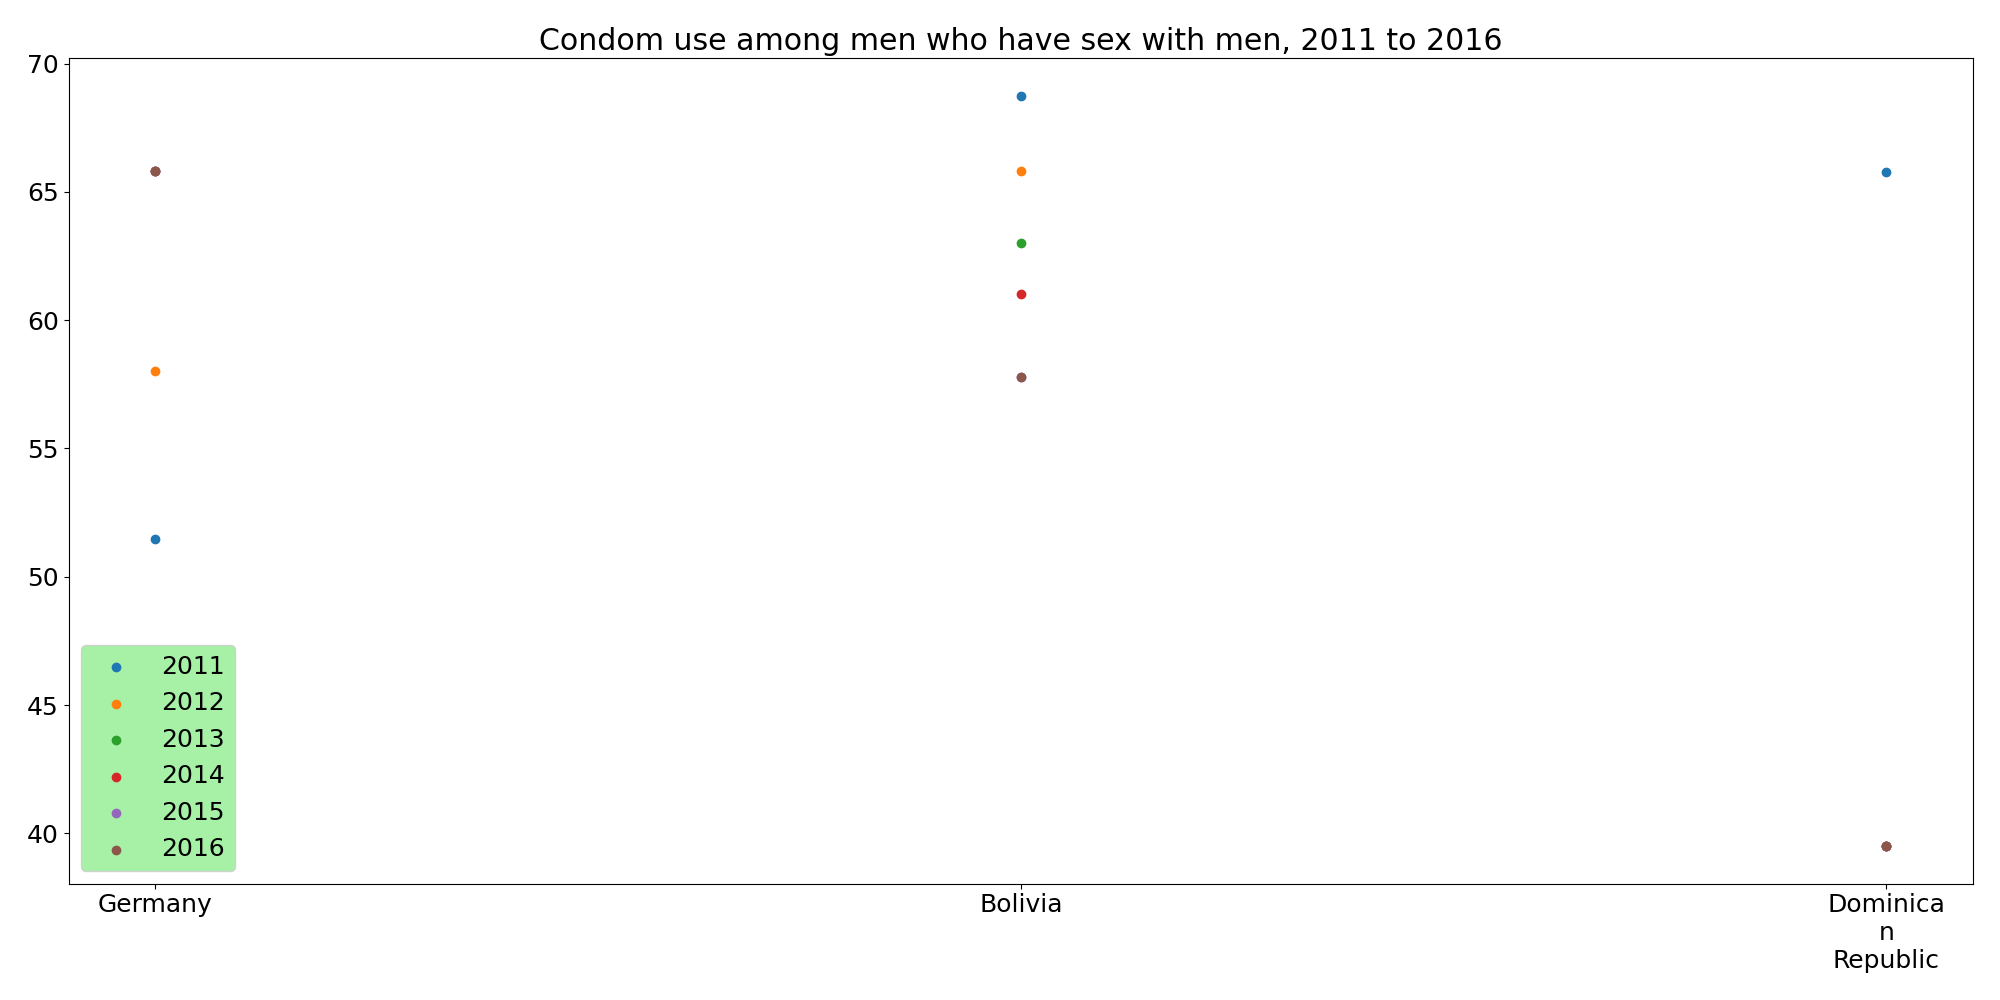 Condom use among men who have sex with men, 2011 to 2016
70
65
60
55
50
45
40
2011
2012
2013
2014
2015
2016
Germany
Bolivia
Dominica
n
Republic